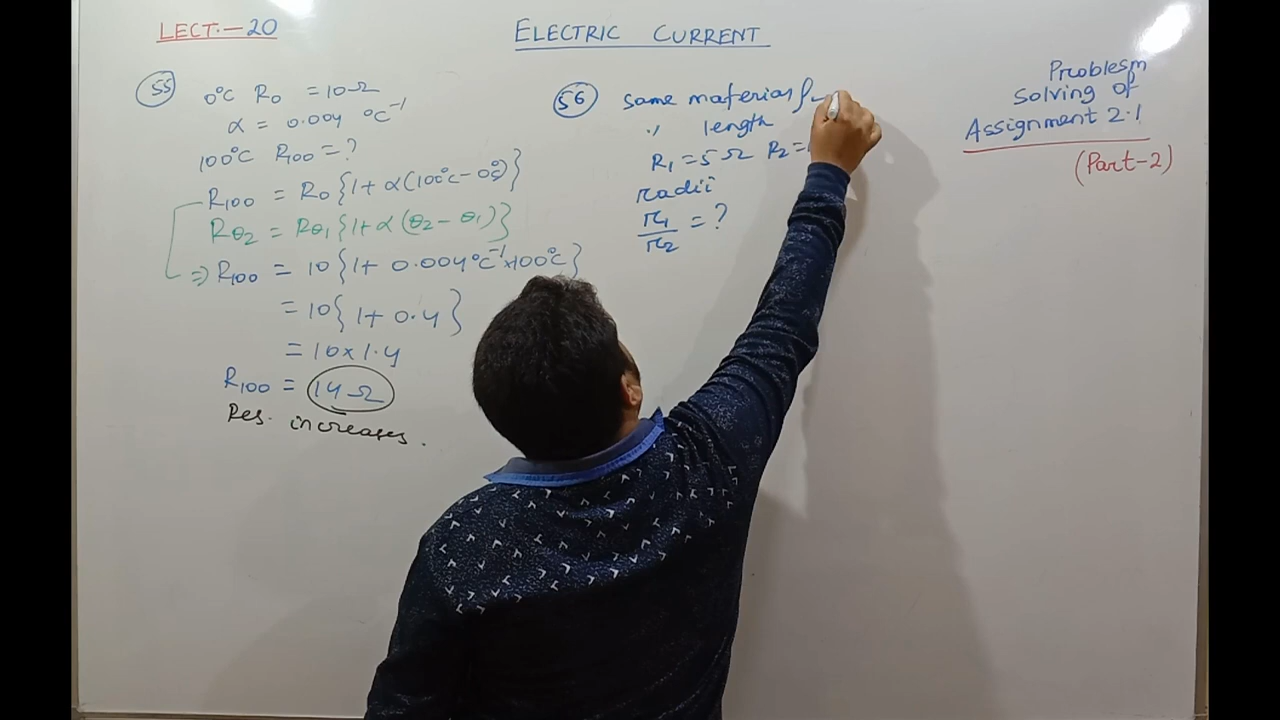 LECT.-20
ELECTRIC CURRENT
Problesm
Solving of
Assignment 2.1
(Part-2)
55
0°C R0 = 10Ω
α = 0.004 °C⁻¹
100°C R100 = ?
R100 = R0 {1+ α(100°C - 0°C)}
Rθ2 = Rθ1 {1+ α (θ2 - θ1)}
⇒ R100 = 10 {1+ 0.004 °C⁻¹ × 100°C}
= 10 {1+ 0.4}
= 10 × 1.4
R100 = 14 Ω
Res. increases.
56
Same material
,, length
R1 = 5 Ω R2 =
radii
r1/r2 = ?